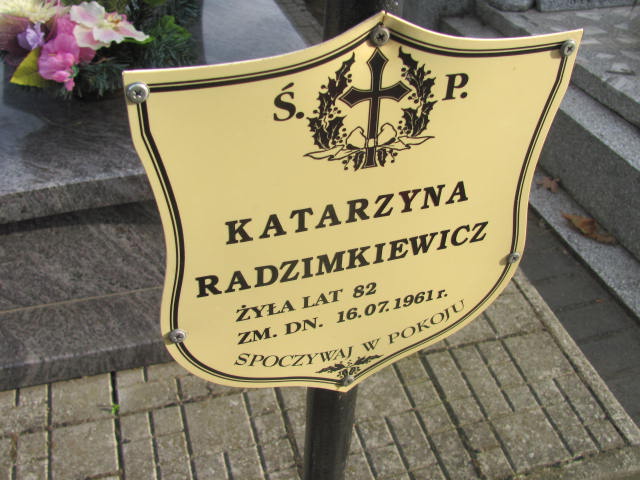 Ś. P.
KATARZYNA
RADZIMKIEWICZ
ŻYŁA LAT 82
ZM. DN. 16.07.1961 r.
SPOCZYWAJ W POKOJU